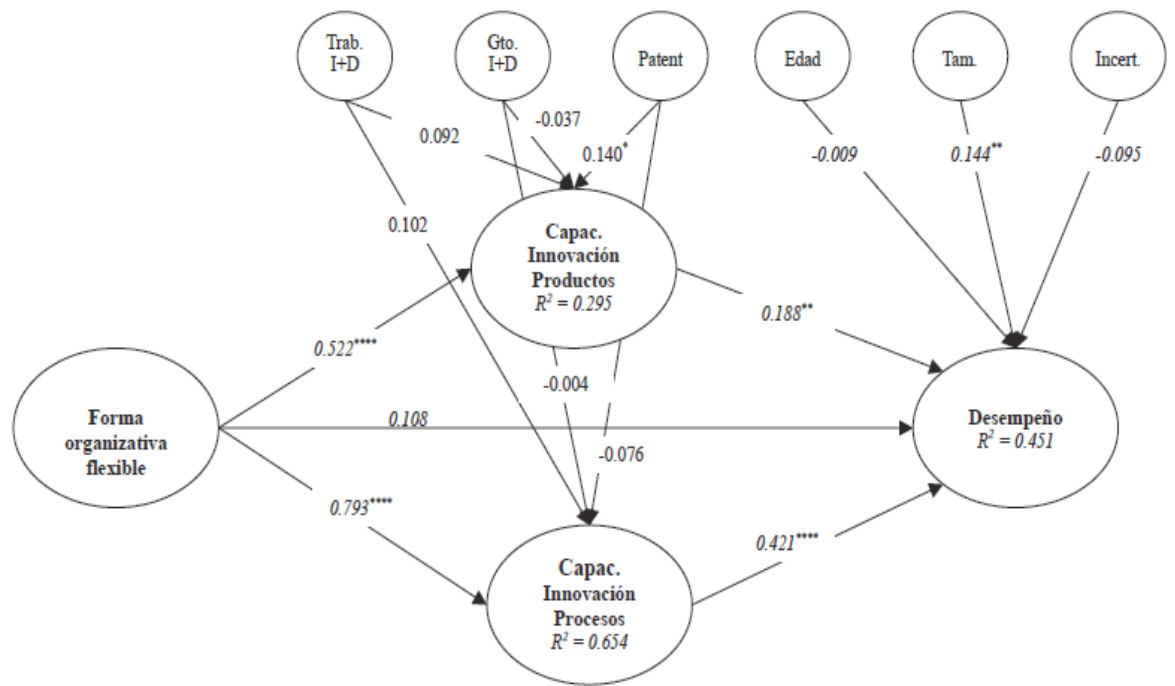 Trab.
I+D
Gto.
I+D
Patent
Edad
Tam.
Incert.
-0.037
0.092
0.140*
-0.009
0.144**
-0.095
0.102
Capac.
Innovación
Productos
R² = 0.295
0.188**
0.522****
-0.004
0.108
Forma
organizativa
flexible
Desempeño
R² = 0.451
-0.076
0.793****
0.421****
Capac.
Innovación
Procesos
R² = 0.654